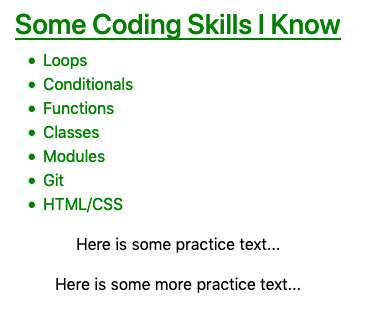 Some Coding Skills I Know
Loops
Conditionals
Functions
Classes
Modules
Git
HTML/CSS
Here is some practice text...
Here is some more practice text...